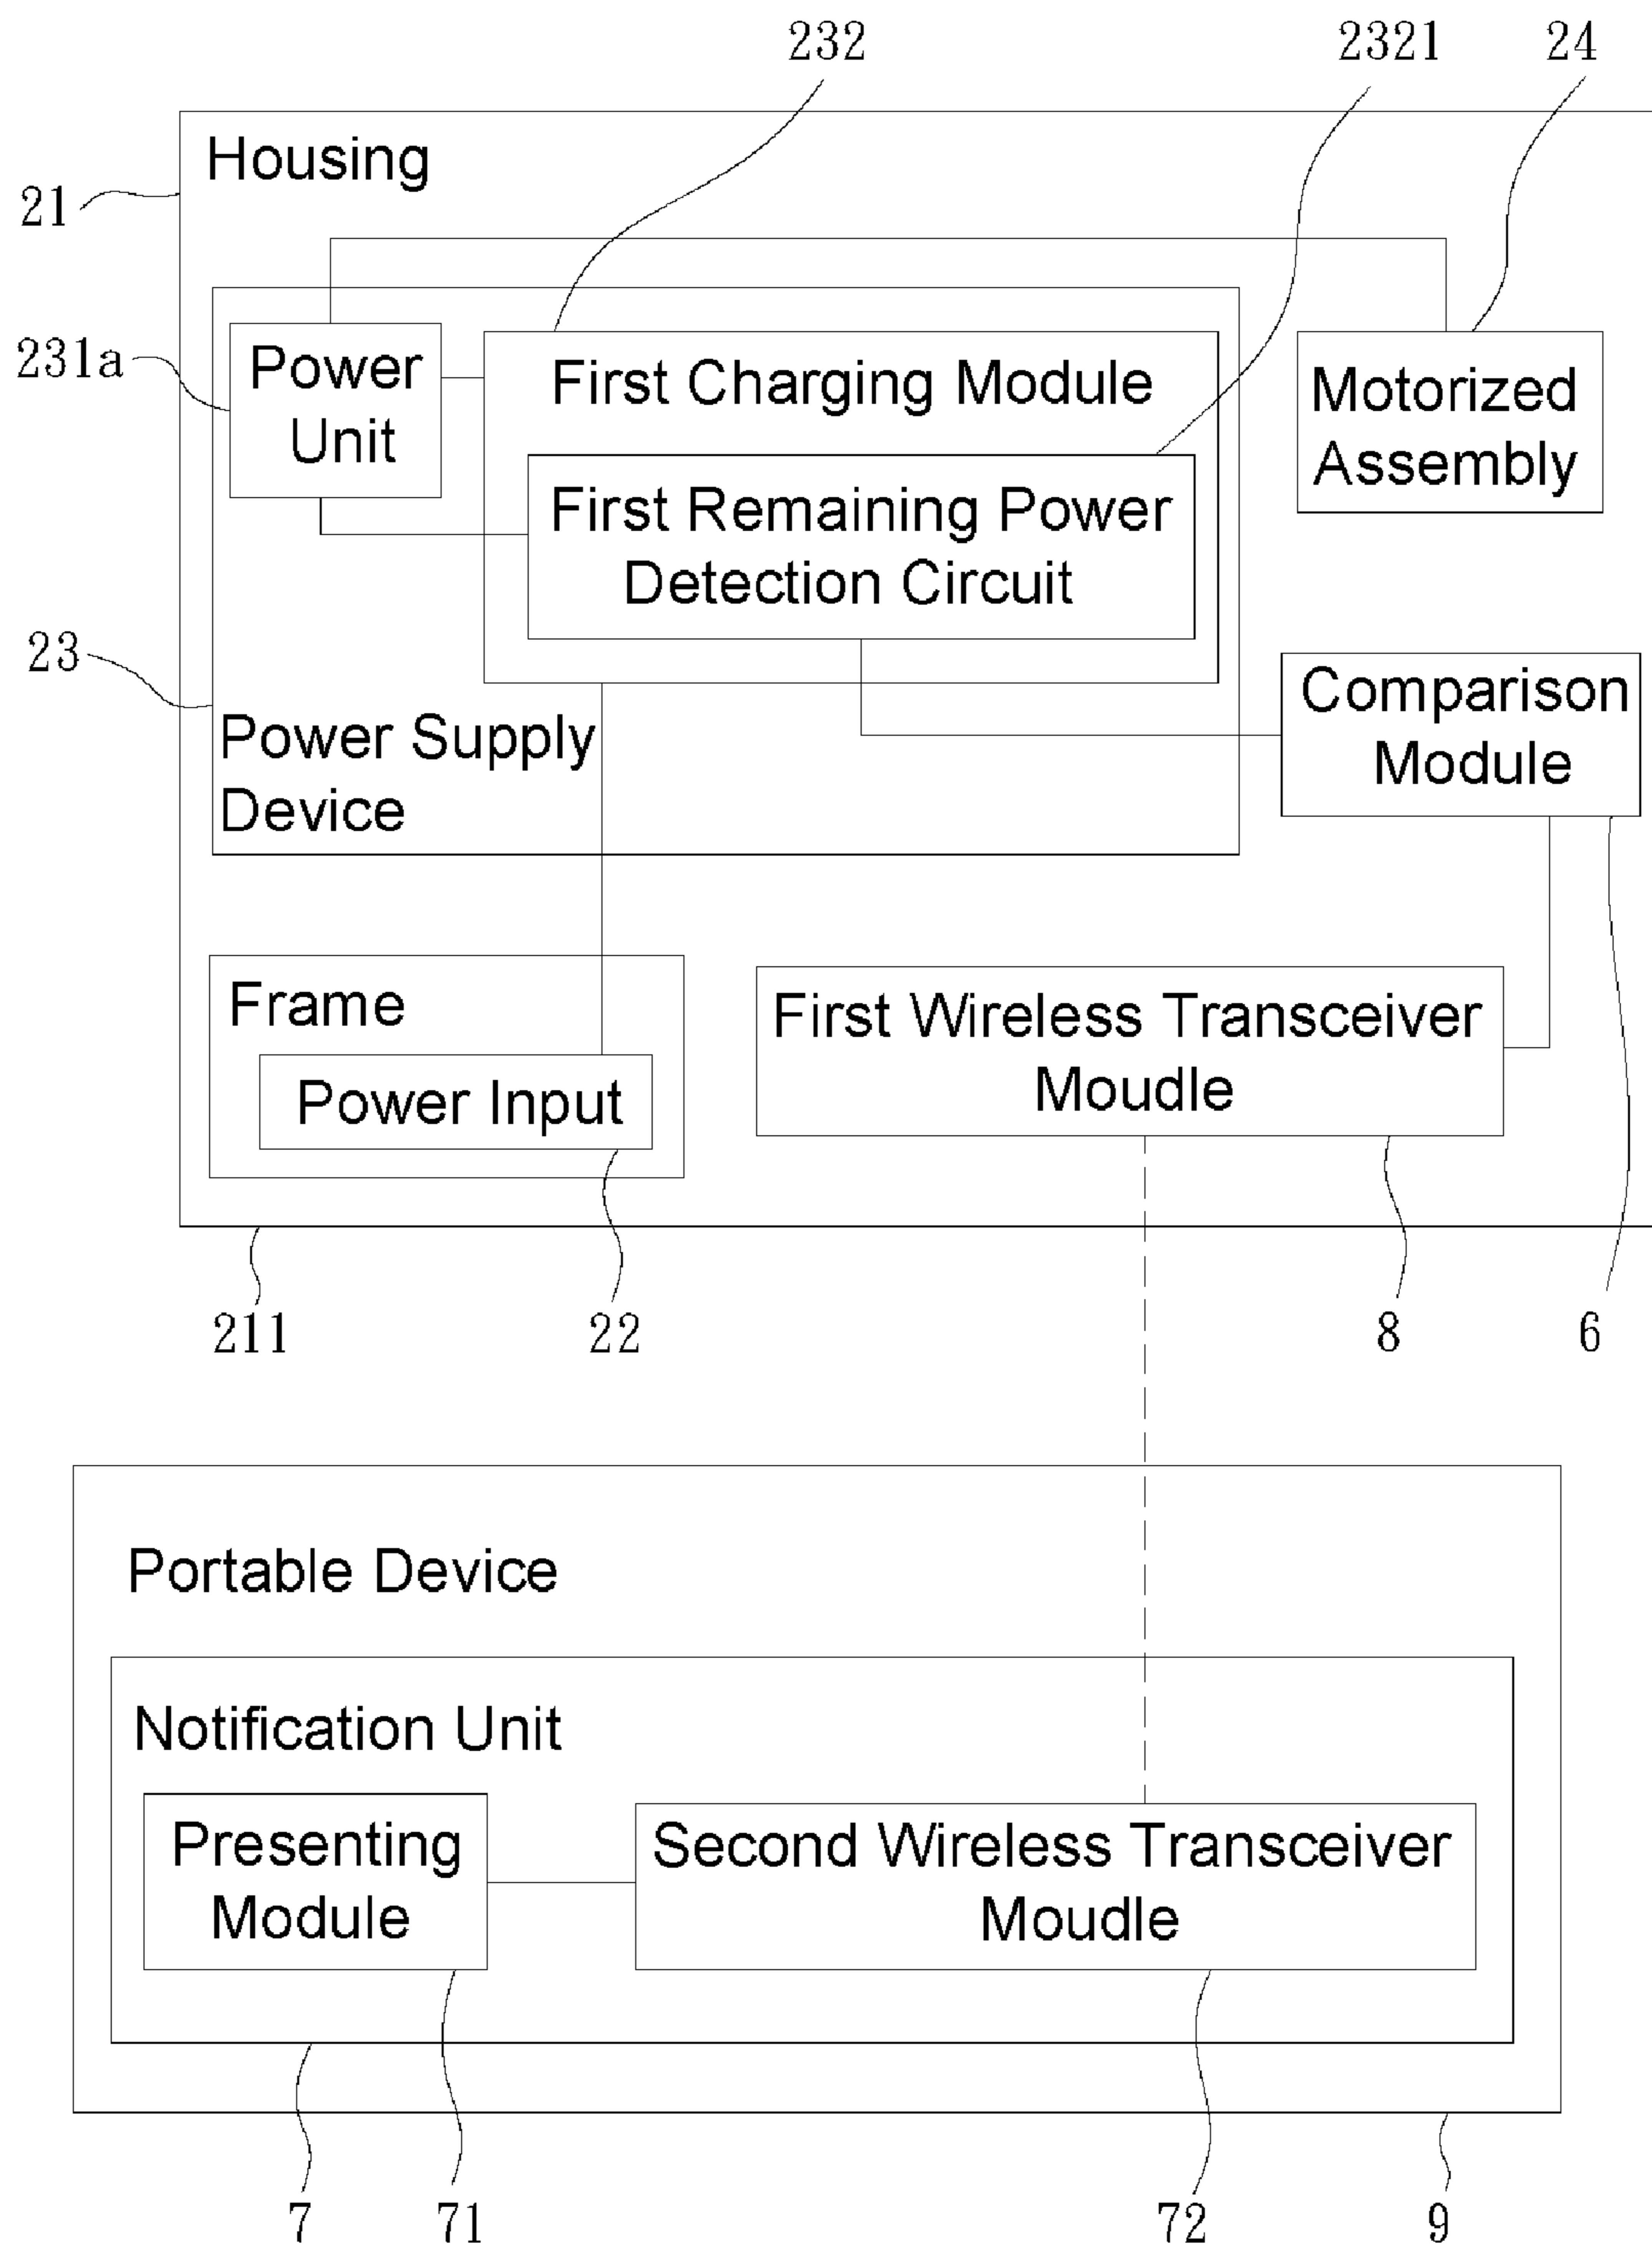 232
2321
24
Housing
21
231a
Power
Unit
First Charging Module
Motorized
Assembly
First Remaining Power
Detection Circuit
23
Comparison
Module
Power Supply
Device
Frame
Power Input
First Wireless Transceiver
Moudle
211
22
8
6
Portable Device
Notification Unit
Presenting
Module
Second Wireless Transceiver
Moudle
7
71
72
9